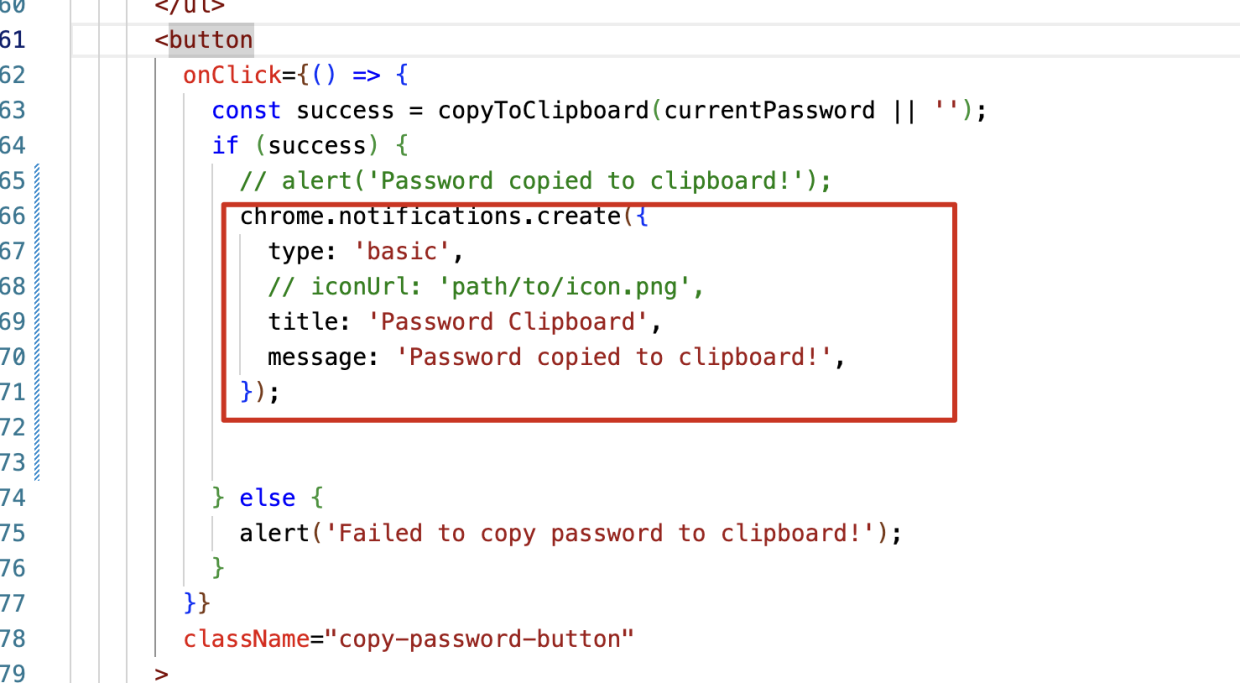 60 </ul>
61 <button
62 onClick={() => {
63 const success = copyToClipboard(currentPassword || '');
64 if (success) {
65 // alert('Password copied to clipboard!');
66 chrome.notifications.create({
67 type: 'basic',
68 // iconUrl: 'path/to/icon.png',
69 title: 'Password Clipboard',
70 message: 'Password copied to clipboard!',
71 });
72
73
74 } else {
75 alert('Failed to copy password to clipboard!');
76 }
77 }}
78 className="copy-password-button"
79 >